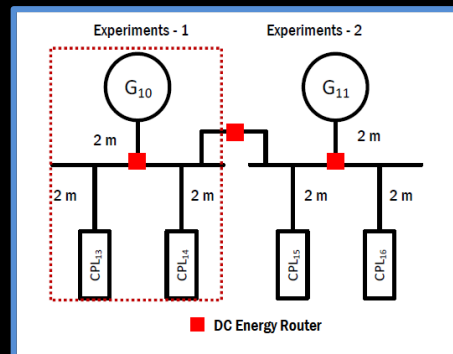 Experiments - 1
Experiments - 2
G10
G11
2 m
2 m
2 m
2 m
2 m
2 m
CPL13
CPL14
CPL15
CPL16
DC Energy Router